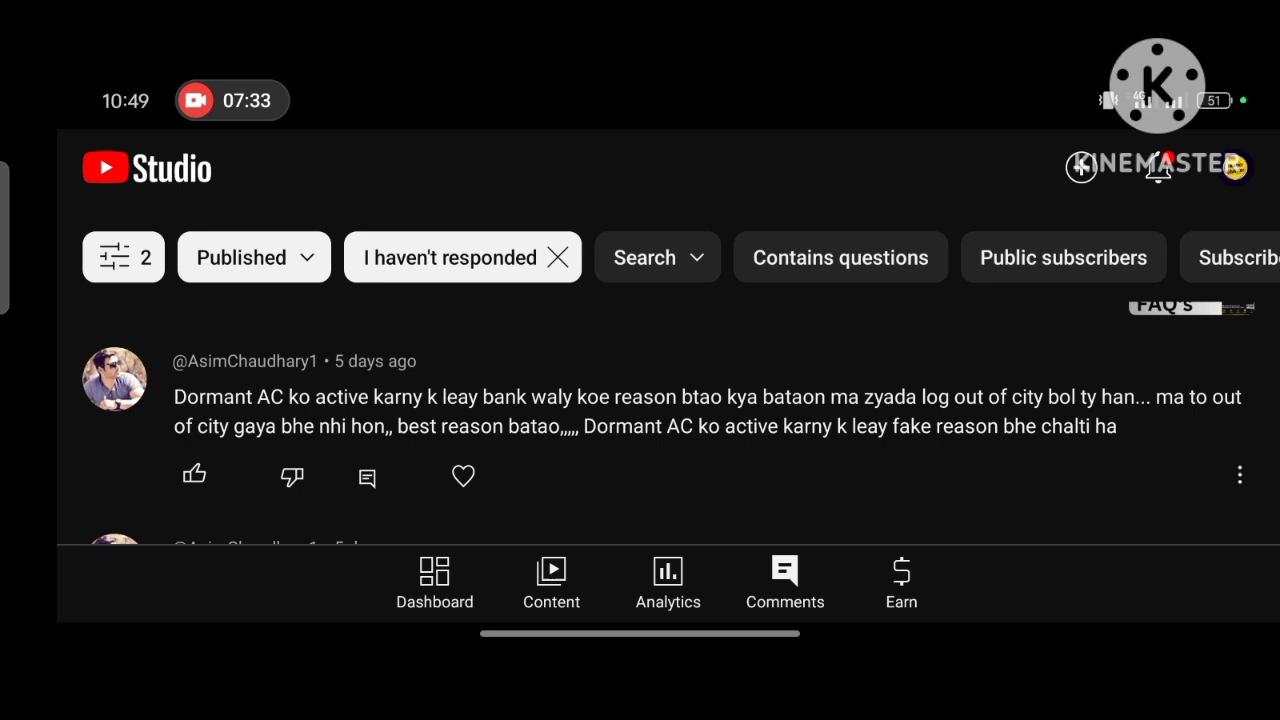 10:49
07:33
4G
51
KINEMASTER
Studio
2
Published
I haven't responded
Search
Contains questions
Public subscribers
FAQ's
@AsimChaudhary1 • 5 days ago
Dormant AC ko active karny k leay bank waly koe reason btao kya bataon ma zyada log out of city bol ty han... ma to out
of city gaya bhe nhi hon,, best reason batao,,,,, Dormant AC ko active karny k leay fake reason bhe chalti ha
Dashboard
Content
Analytics
Comments
Earn